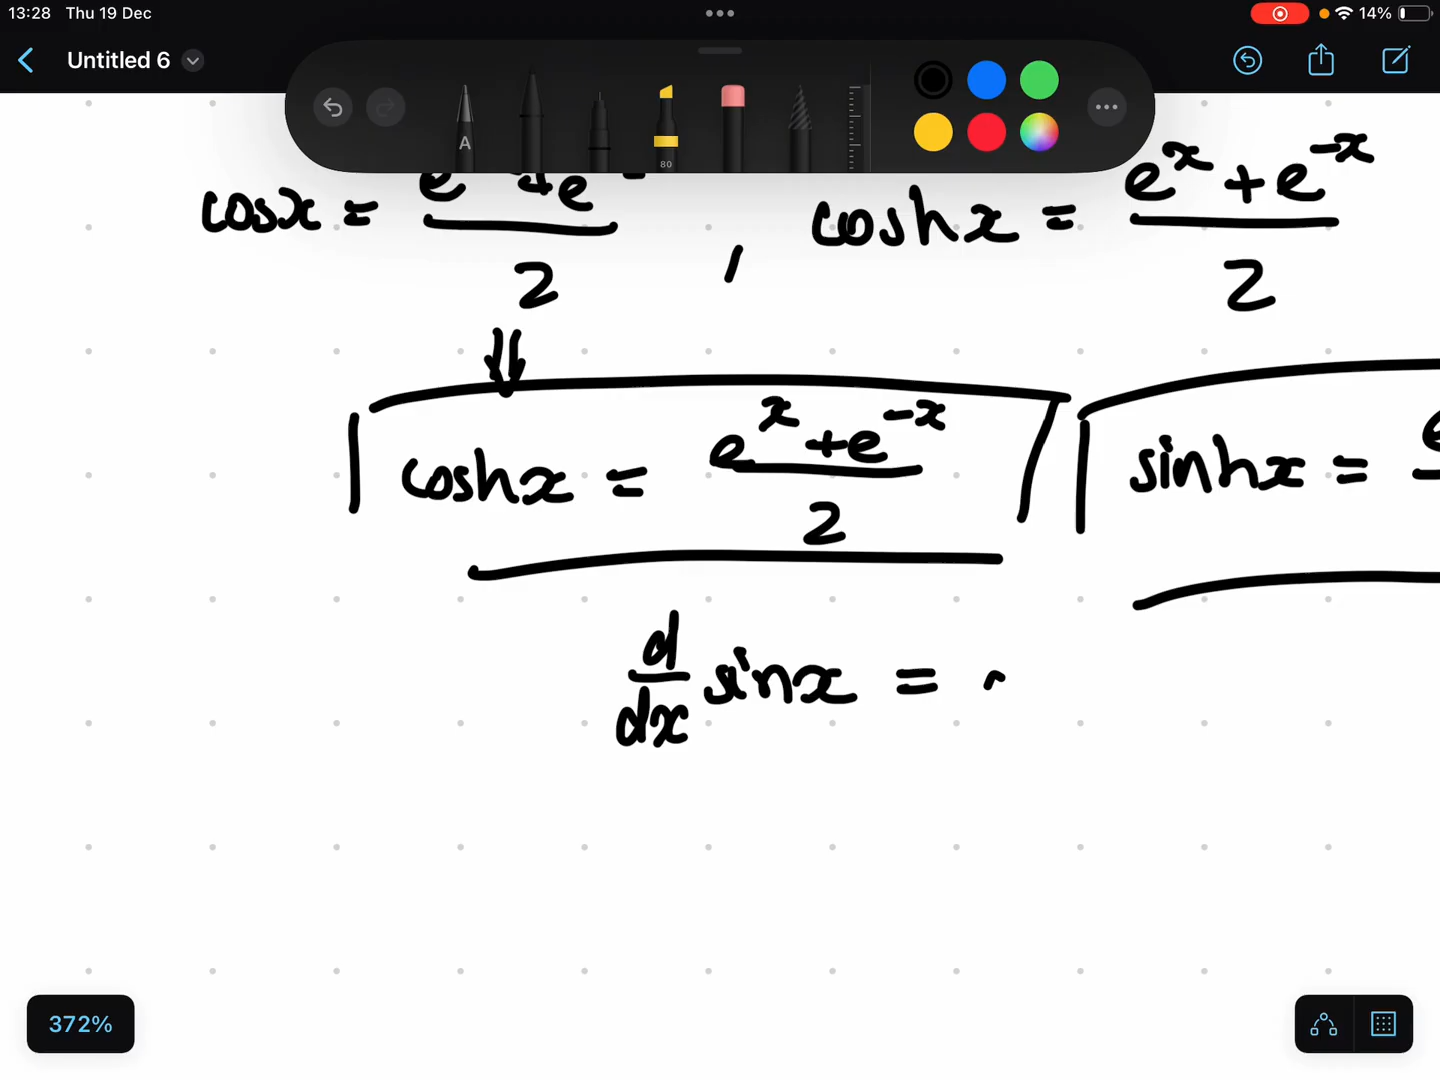 13:28 Thu 19 Dec 14%
Untitled 6
A 80
cosx = e + e / 2 , coshx = e^x + e^-x / 2
coshx = e^x + e^-x / 2 sinhx =
d/dx sinx =
372%